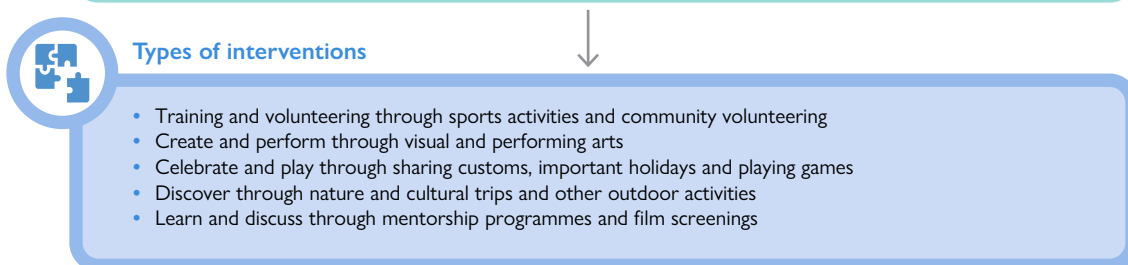 Types of interventions
• Training and volunteering through sports activities and community volunteering
• Create and perform through visual and performing arts
• Celebrate and play through sharing customs, important holidays and playing games
• Discover through nature and cultural trips and other outdoor activities
• Learn and discuss through mentorship programmes and film screenings